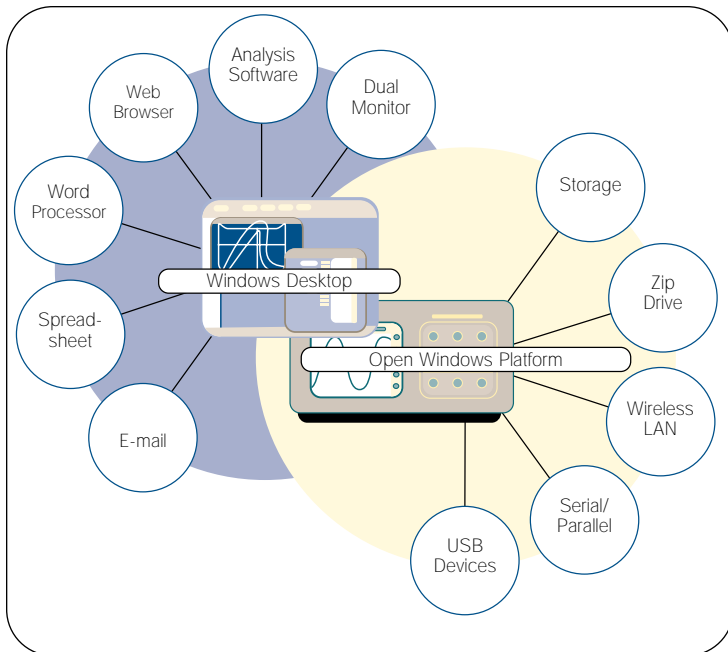 Analysis
Software
Web
Browser
Dual
Monitor
Word
Processor
Storage
Windows Desktop
Zip
Drive
Spread-
sheet
Open Windows Platform
Wireless
LAN
E-mail
Serial/
Parallel
USB
Devices